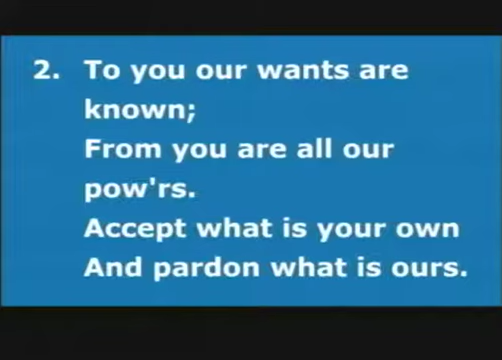 2. To you our wants are
known;
From you are all our
pow'rs.
Accept what is your own
And pardon what is ours.